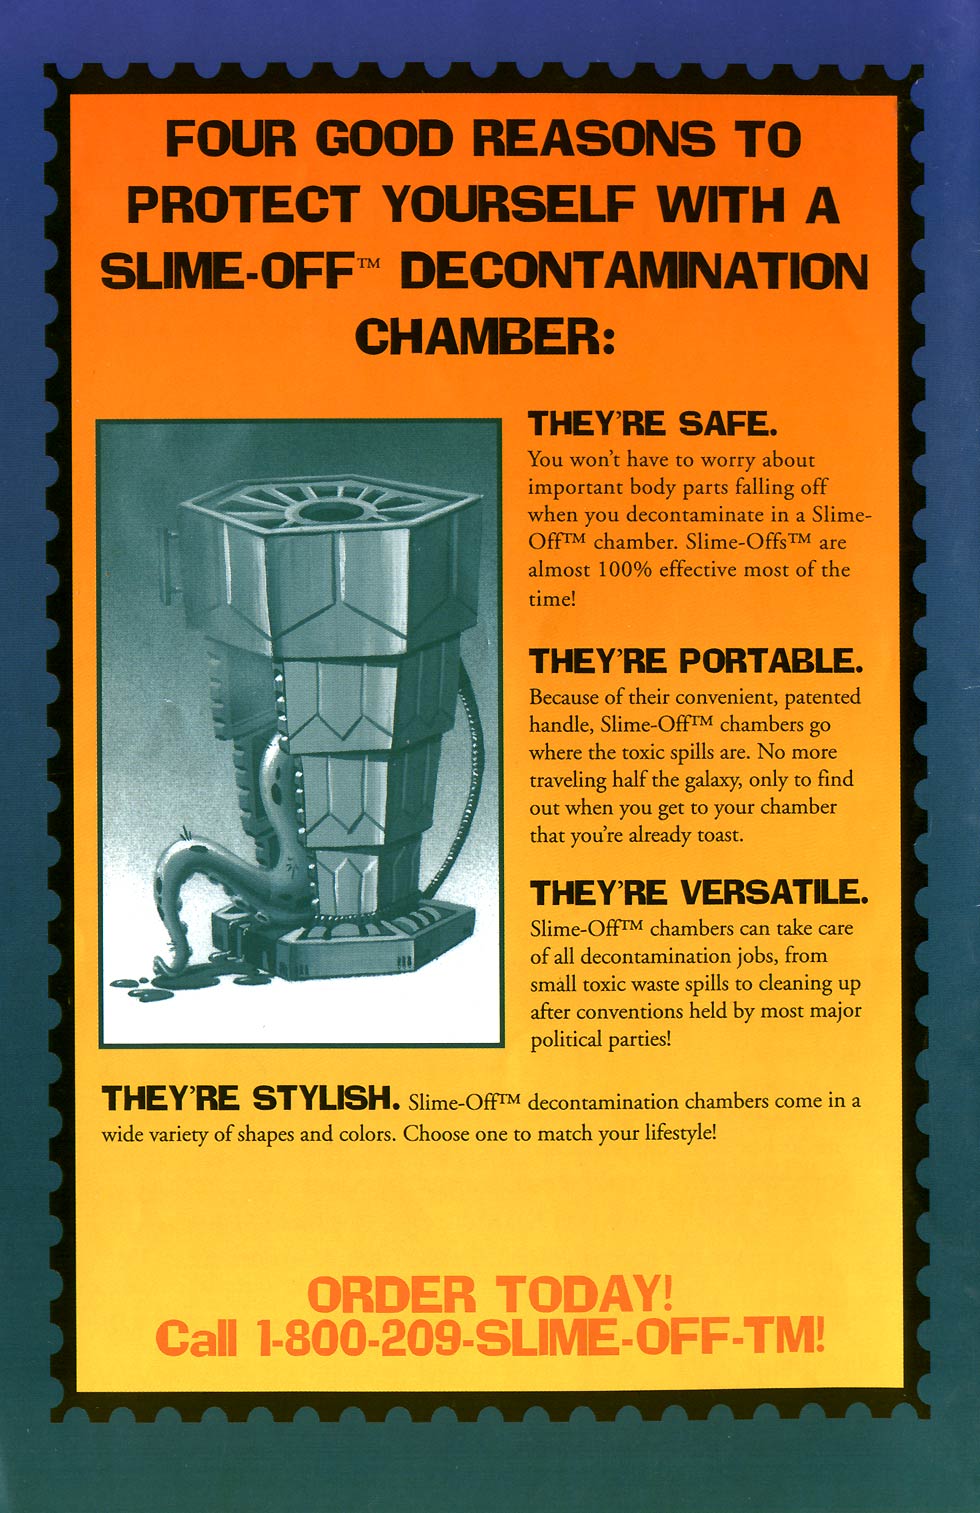 FOUR GOOD REASONS TO
PROTECT YOURSELF WITH A
SLIME-OFF™ DECONTAMINATION
CHAMBER:
THEY'RE SAFE.
You won't have to worry about
important body parts falling off
when you decontaminate in a Slime-
Off™ chamber. Slime-Offs™ are
almost 100% effective most of the
time!
THEY'RE PORTABLE.
Because of their convenient, patented
handle, Slime-Off™ chambers go
where the toxic spills are. No more
traveling half the galaxy, only to find
out when you get to your chamber
that you're already toast.
THEY'RE VERSATILE.
Slime-Off™ chambers can take care
of all decontamination jobs, from
small toxic waste spills to cleaning up
after conventions held by most major
political parties!
THEY'RE STYLISH. Slime-Off™ decontamination chambers come in a
wide variety of shapes and colors. Choose one to match your lifestyle!
ORDER TODAY!
Call 1-800-209-SLIME-OFF-TM!